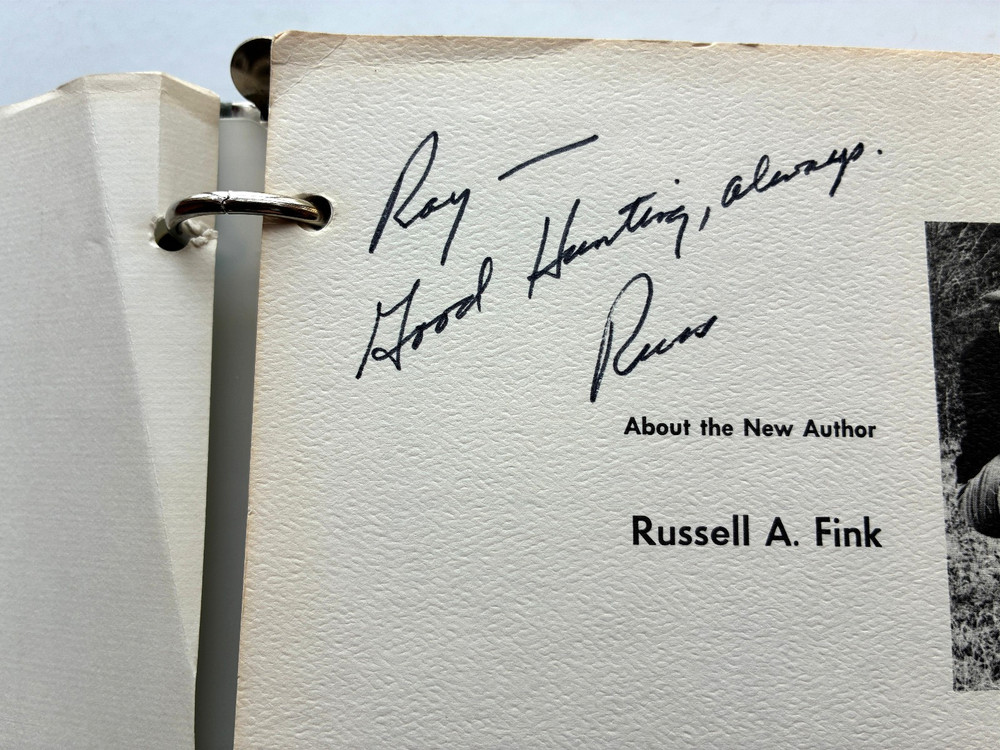 Ray —
Good Hunting, always.
Russ
About the New Author
Russell A. Fink